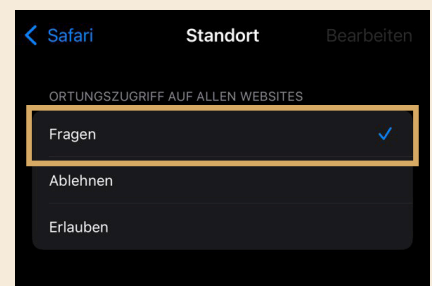 Safari Standort Bearbeiten
ORTUNGSZUGRIFF AUF ALLEN WEBSITES
Fragen
Ablehnen
Erlauben